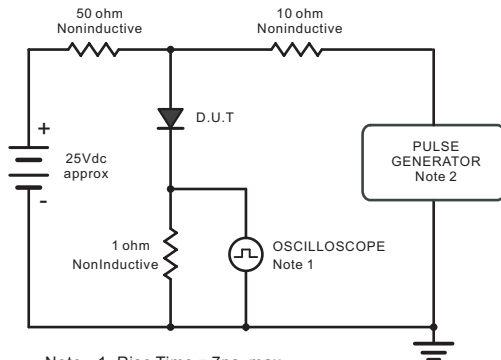 50 ohm
Noninductive
10 ohm
Noninductive
D.U.T
+
25Vdc
approx
-
PULSE
GENERATOR
Note 2
1 ohm
NonInductive
OSCILLOSCOPE
Note 1